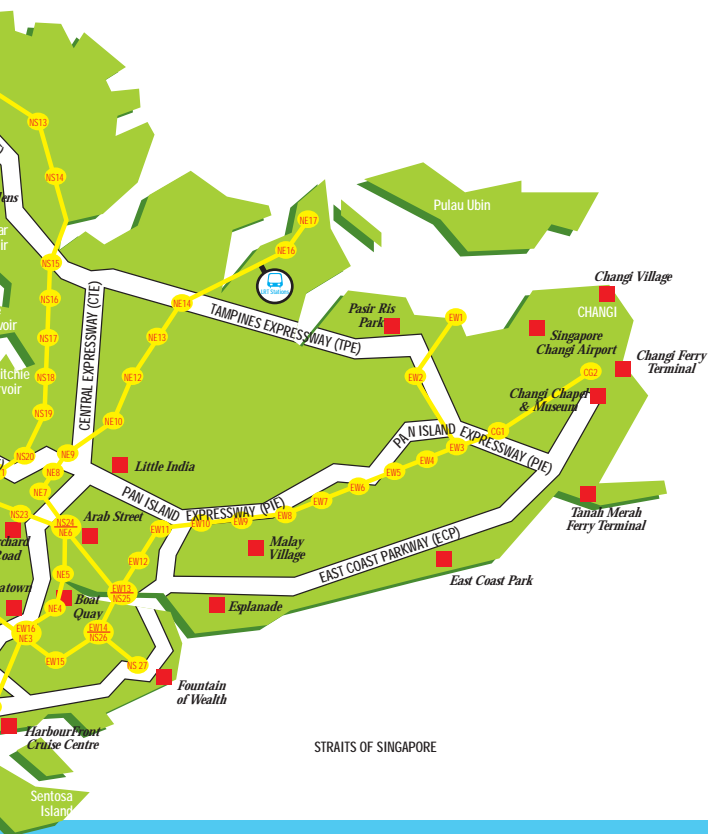 NS13
NS14
NS15
NS16
NS17
NS18
NS19
NS20
Pulau Ubin
NE17
NE16
LRT Stations
NE14
NE13
NE12
NE10
NE9
NE8
NE7
CENTRAL EXPRESSWAY (CTE)
TAMPINES EXPRESSWAY (TPE)
Pasir Ris
Park
EW1
EW2
EW3
Changi Village
CHANGI
Singapore
Changi Airport
Changi Ferry
Terminal
CG2
Changi Chapel
& Museum
CG1
PAN ISLAND EXPRESSWAY (PIE)
EW4
EW5
EW6
EW7
EW8
EW9
EW10
EW11
EW12
Little India
PAN ISLAND EXPRESSWAY (PIE)
Arab Street
NS23
NS24
NE6
Malay
Village
Tanah Merah
Ferry Terminal
EAST COAST PARKWAY (ECP)
East Coast Park
NE5
EW13
NS25
Boat
Quay
NE4
Esplanade
EW14
NS26
EW16
NE3
EW15
NS 27
Fountain
of Wealth
HarbourFront
Cruise Centre
STRAITS OF SINGAPORE
Sentosa
Island